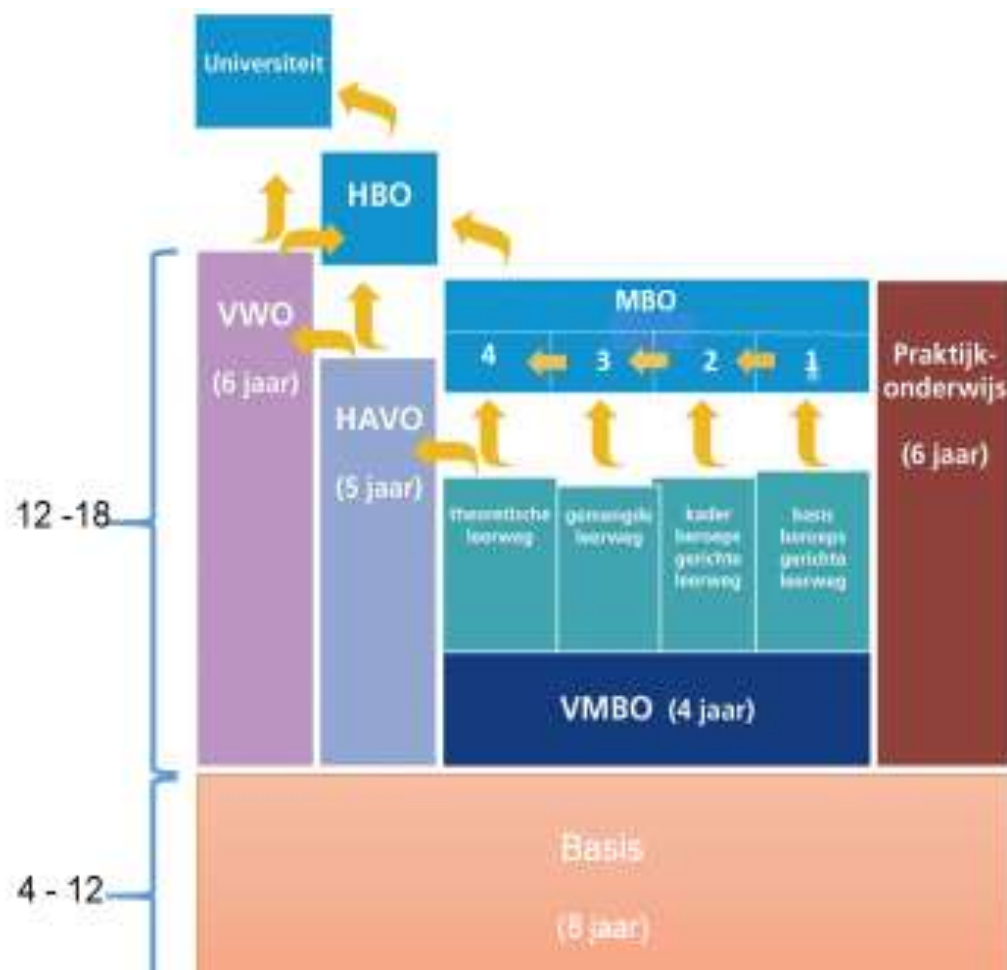 Universiteit
HBO
VWO
(6 jaar)
HAVO
(5 jaar)
MBO
4
3
2
1
Praktijk-
onderwijs
(6 jaar)
theoretische
leerweg
gemengde
leerweg
kader
beroeps
gerichte
leerweg
basis
beroeps
gerichte
leerweg
VMBO (4 jaar)
12 -18
Basis
(8 jaar)
4 - 12